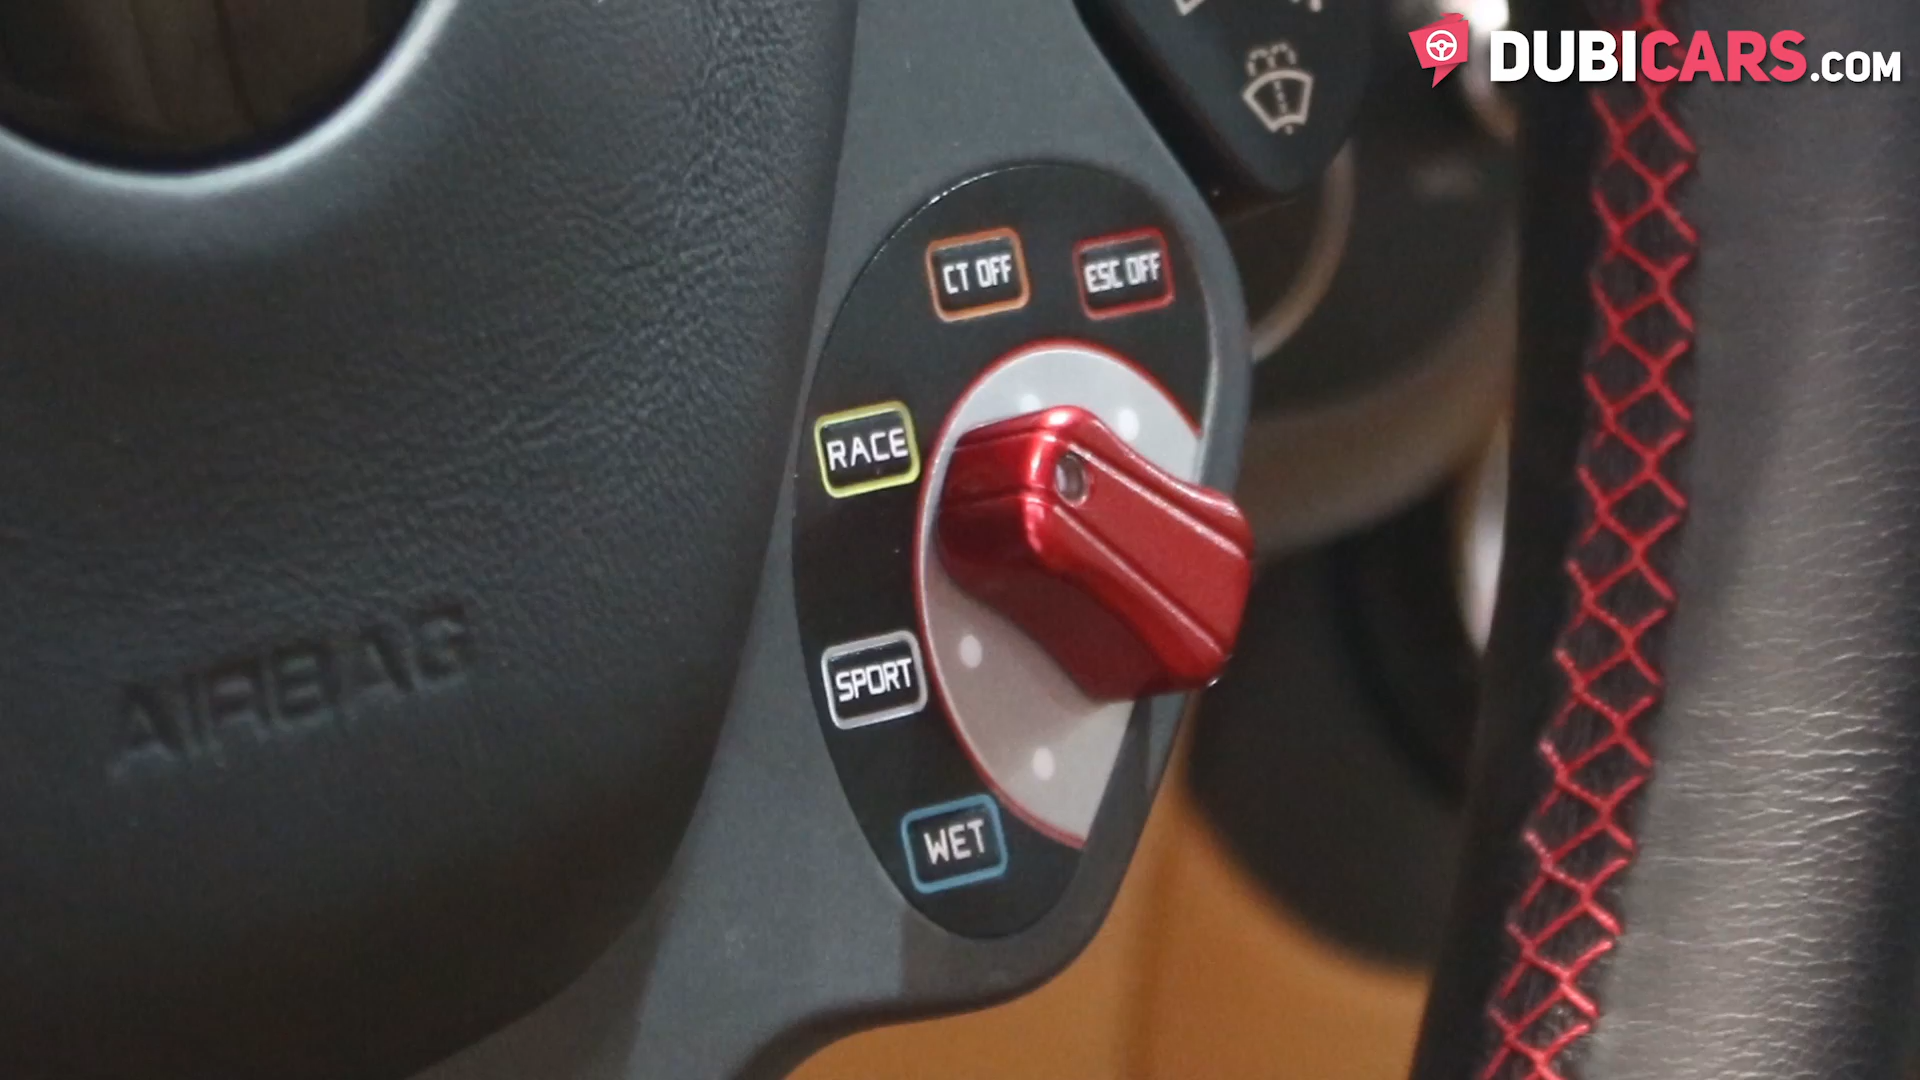 DUBICARS.COM
CT OFF
ESC OFF
RACE
SPORT
WET
AIRBAG